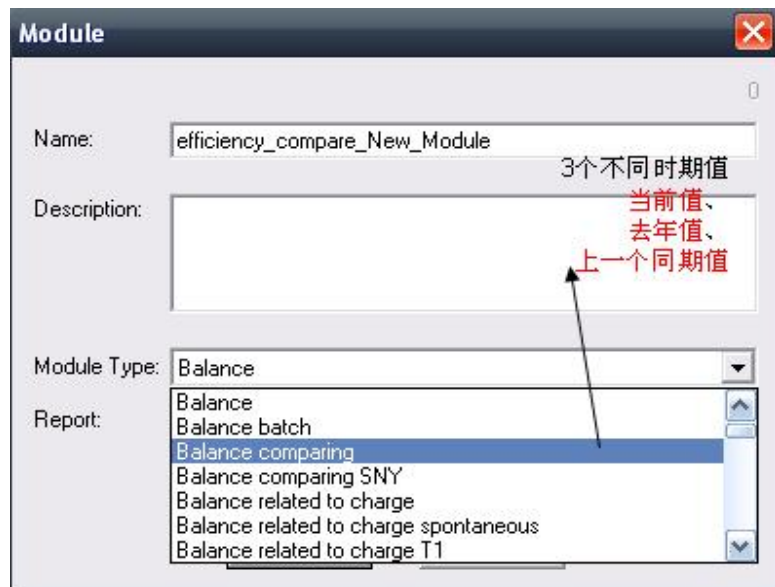 Module
0
Name:
efficiency_compare_New_Module
3个不同时期值
当前值、
去年值、
上一个同期值
Description:
Module Type:
Balance
Report:
Balance
Balance batch
Balance comparing
Balance comparing SNY
Balance related to charge
Balance related to charge spontaneous
Balance related to charge T1